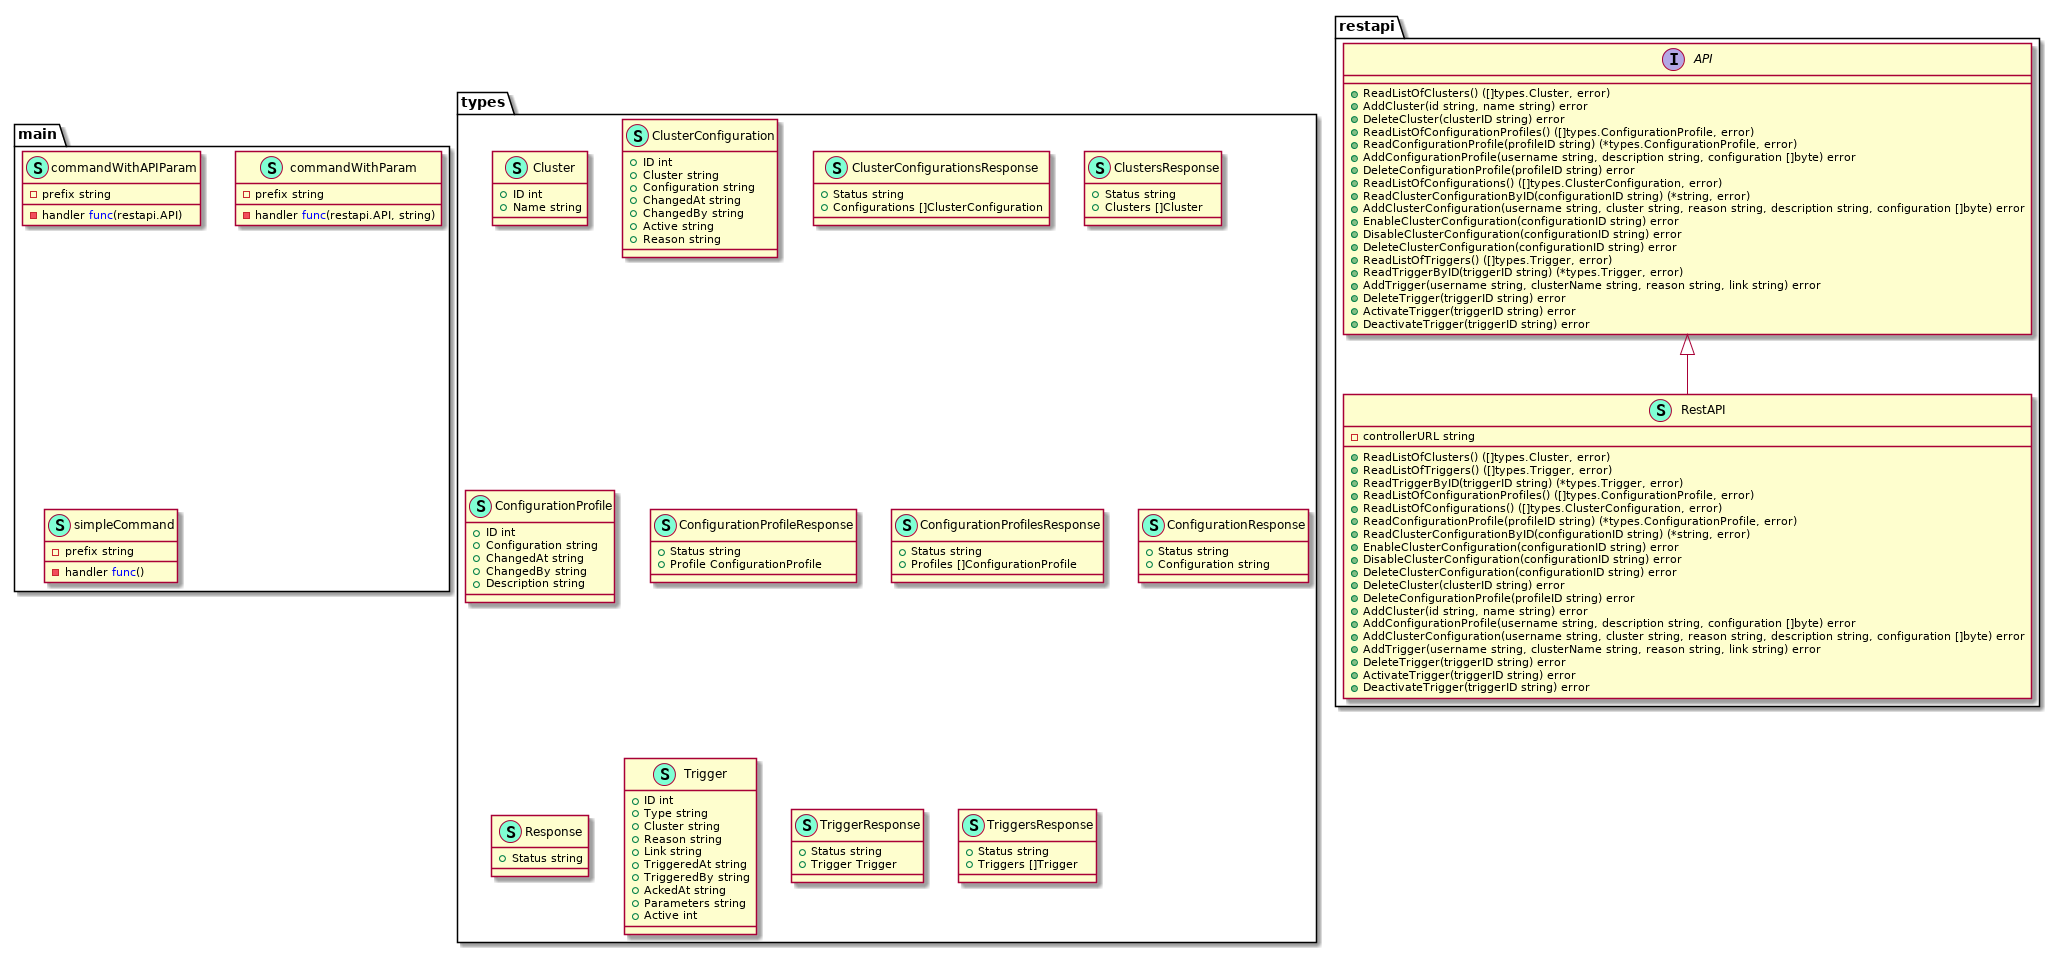 main
S commandWithAPIParam
prefix string
handler func(restapi.API)
S commandWithParam
prefix string
handler func(restapi.API, string)
S simpleCommand
prefix string
handler func()
types
S Cluster
ID int
Name string
S ClusterConfiguration
ID int
Cluster string
Configuration string
ChangedAt string
ChangedBy string
Active string
Reason string
S ClusterConfigurationsResponse
Status string
Configurations []ClusterConfiguration
S ClustersResponse
Status string
Clusters []Cluster
S ConfigurationProfile
ID int
Configuration string
ChangedAt string
ChangedBy string
Description string
S ConfigurationProfileResponse
Status string
Profile ConfigurationProfile
S ConfigurationProfilesResponse
Status string
Profiles []ConfigurationProfile
S ConfigurationResponse
Status string
Configuration string
S Response
Status string
S Trigger
ID int
Type string
Cluster string
Reason string
Link string
TriggeredAt string
TriggeredBy string
AckedAt string
Parameters string
Active int
S TriggerResponse
Status string
Trigger Trigger
S TriggersResponse
Status string
Triggers []Trigger
restapi
I API
ReadListOfClusters() ([]types.Cluster, error)
AddCluster(id string, name string) error
DeleteCluster(clusterID string) error
ReadListOfConfigurationProfiles() ([]types.ConfigurationProfile, error)
ReadConfigurationProfile(profileID string) (*types.ConfigurationProfile, error)
AddConfigurationProfile(username string, description string, configuration []byte) error
DeleteConfigurationProfile(profileID string) error
ReadListOfConfigurations() ([]types.ClusterConfiguration, error)
ReadClusterConfigurationByID(configurationID string) (*string, error)
AddClusterConfiguration(username string, cluster string, reason string, description string, configuration []byte) error
EnableClusterConfiguration(configurationID string) error
DisableClusterConfiguration(configurationID string) error
DeleteClusterConfiguration(configurationID string) error
ReadListOfTriggers() ([]types.Trigger, error)
ReadTriggerByID(triggerID string) (*types.Trigger, error)
AddTrigger(username string, clusterName string, reason string, link string) error
DeleteTrigger(triggerID string) error
ActivateTrigger(triggerID string) error
DeactivateTrigger(triggerID string) error
S RestAPI
controllerURL string
ReadListOfClusters() ([]types.Cluster, error)
ReadListOfTriggers() ([]types.Trigger, error)
ReadTriggerByID(triggerID string) (*types.Trigger, error)
ReadListOfConfigurationProfiles() ([]types.ConfigurationProfile, error)
ReadListOfConfigurations() ([]types.ClusterConfiguration, error)
ReadConfigurationProfile(profileID string) (*types.ConfigurationProfile, error)
ReadClusterConfigurationByID(configurationID string) (*string, error)
EnableClusterConfiguration(configurationID string) error
DisableClusterConfiguration(configurationID string) error
DeleteClusterConfiguration(configurationID string) error
DeleteCluster(clusterID string) error
DeleteConfigurationProfile(profileID string) error
AddCluster(id string, name string) error
AddConfigurationProfile(username string, description string, configuration []byte) error
AddClusterConfiguration(username string, cluster string, reason string, description string, configuration []byte) error
AddTrigger(username string, clusterName string, reason string, link string) error
DeleteTrigger(triggerID string) error
ActivateTrigger(triggerID string) error
DeactivateTrigger(triggerID string) error